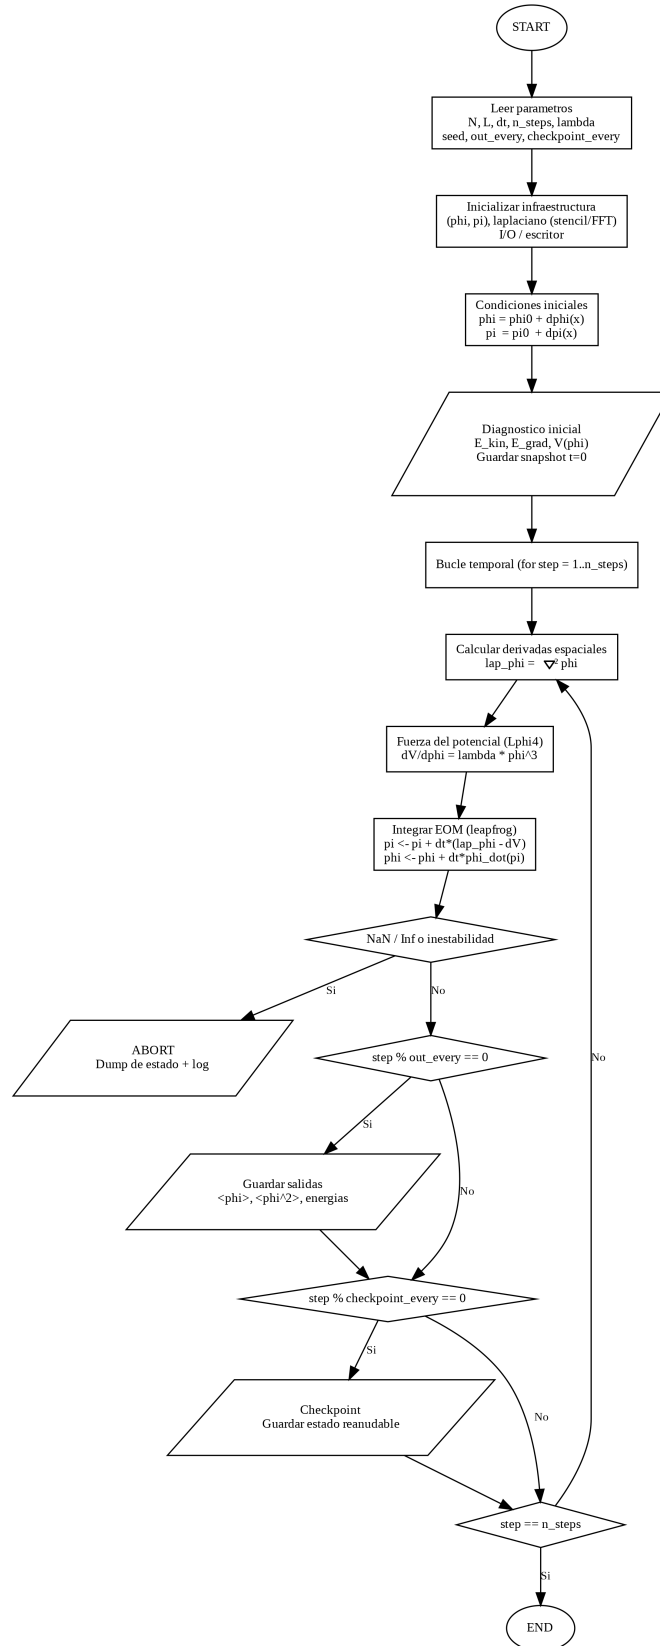 START
Leer parametros
N, L, dt, n_steps, lambda
seed, out_every, checkpoint_every
Inicializar infraestructura
(phi, pi), laplaciano (stencil/FFT)
I/O / escritor
Condiciones iniciales
phi = phi0 + dphi(x)
pi = pi0 + dpi(x)
Diagnostico inicial
E_kin, E_grad, V(phi)
Guardar snapshot t=0
Bucle temporal (for step = 1..n_steps)
Calcular derivadas espaciales
lap_phi = ∇² phi
Fuerza del potencial (Lphi4)
dV/dphi = lambda * phi^3
Integrar EOM (leapfrog)
pi <- pi + dt*(lap_phi - dV)
phi <- phi + dt*phi_dot(pi)
NaN / Inf o inestabilidad
Si
No
ABORT
Dump de estado + log
step % out_every == 0
No
Si
Guardar salidas
<phi>, <phi^2>, energias
No
step % checkpoint_every == 0
Si
Checkpoint
Guardar estado reanudable
No
step == n_steps
Si
END